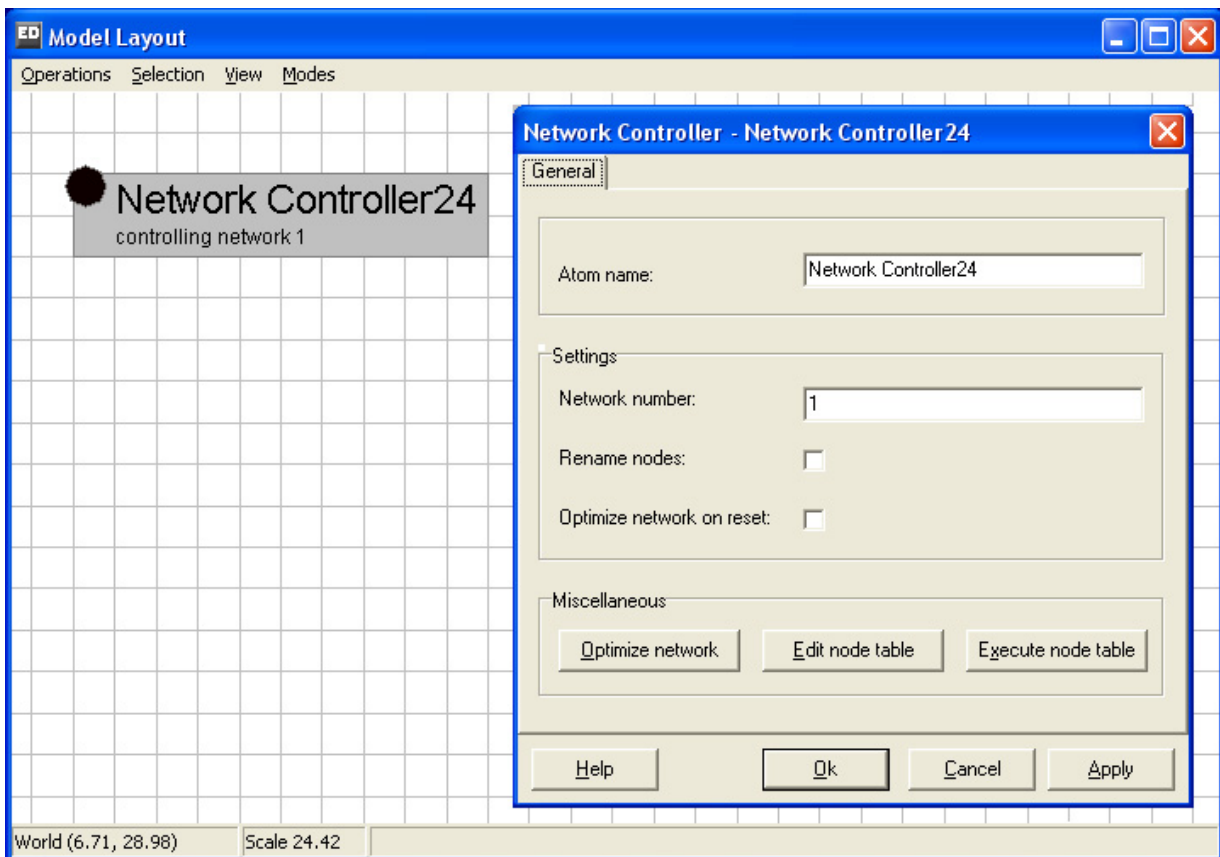 ED Model Layout
Operations Selection View Modes
Network Controller24
controlling network 1
Network Controller - Network Controller24
General
Atom name: Network Controller24
Settings
Network number: 1
Rename nodes:
Optimize network on reset:
Miscellaneous
Optimize network Edit node table Execute node table
Help Ok Cancel Apply
World (6.71, 28.98) Scale 24.42